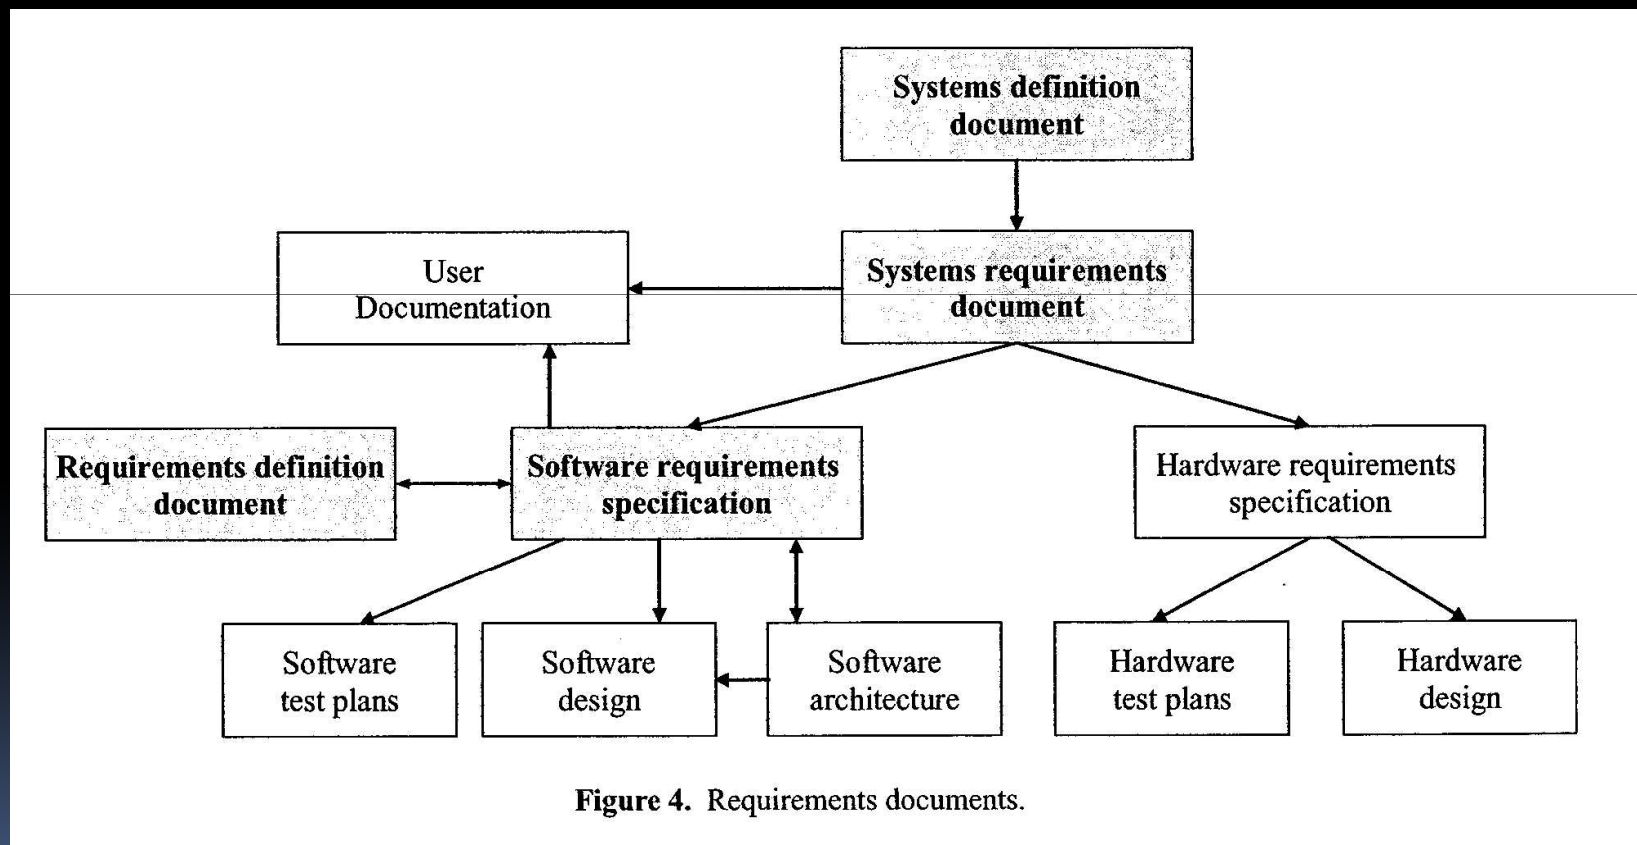 Systems definition
document
User
Documentation
Systems requirements
document
Requirements definition
document
Software requirements
specification
Hardware requirements
specification
Software
test plans
Software
design
Software
architecture
Hardware
test plans
Hardware
design
Figure 4. Requirements documents.